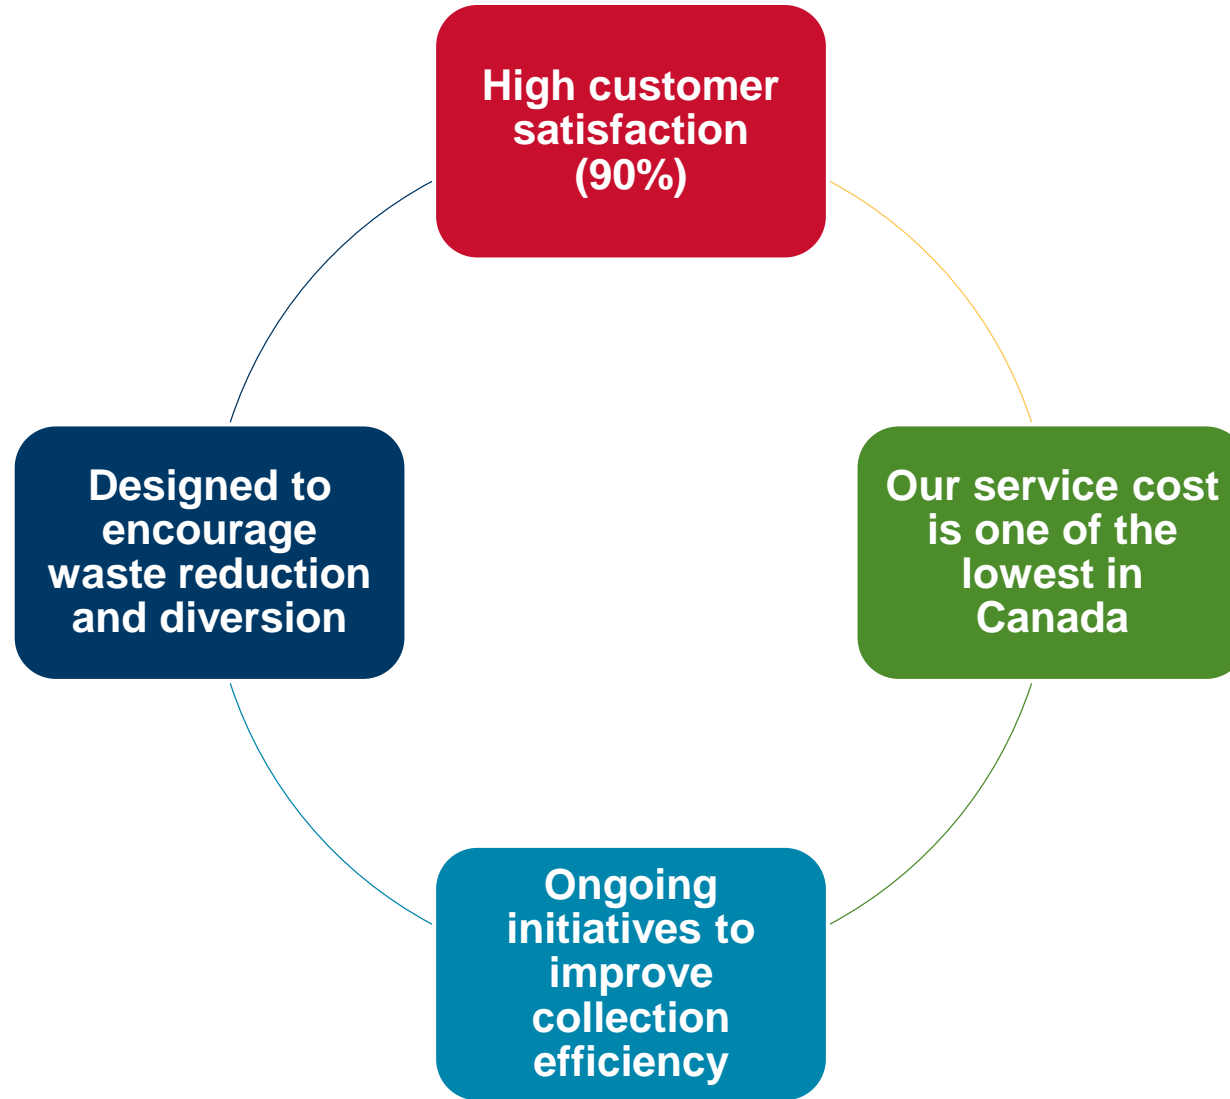 High customer
satisfaction
(90%)
Designed to
encourage
waste reduction
and diversion
Our service cost
is one of the
lowest in
Canada
Ongoing
initiatives to
improve
collection
efficiency